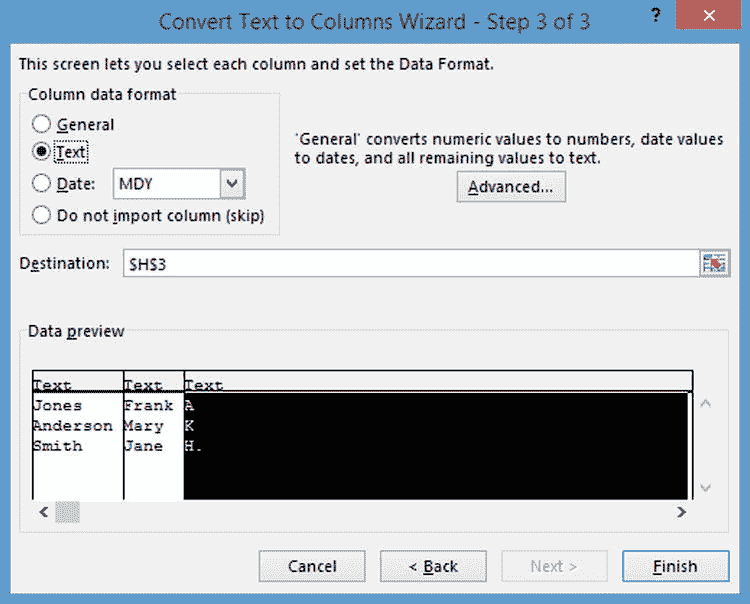 Convert Text to Columns Wizard - Step 3 of 3
?
This screen lets you select each column and set the Data Format.
Column data format
General
Text
Date: MDY
Do not import column (skip)
'General' converts numeric values to numbers, date values
to dates, and all remaining values to text.
Advanced...
Destination: $H$3
Data preview
Text Text Text
Jones Frank A
Anderson Mary K
Smith Jane H.
Cancel < Back Next > Finish